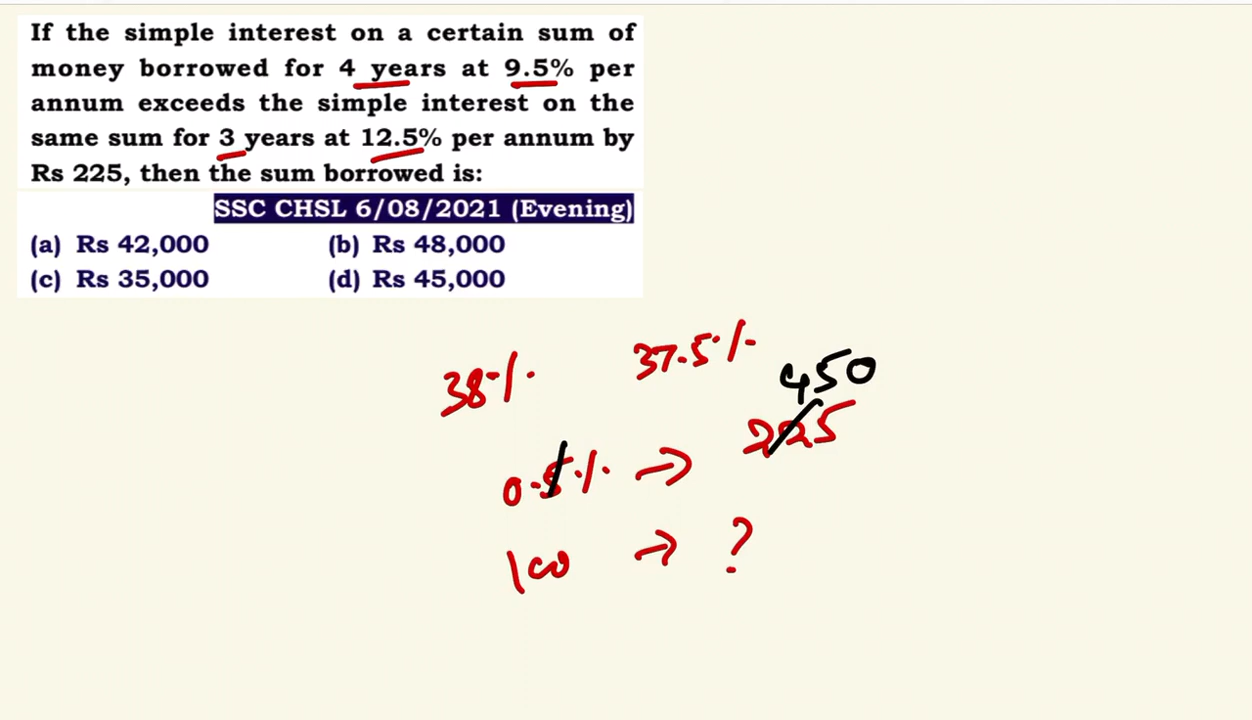 If the simple interest on a certain sum of
money borrowed for 4 years at 9.5% per
annum exceeds the simple interest on the
same sum for 3 years at 12.5% per annum by
Rs 225, then the sum borrowed is:
SSC CHSL 6/08/2021 (Evening)
(a) Rs 42,000 (b) Rs 48,000
(c) Rs 35,000 (d) Rs 45,000
38% 37.5%
450
0.5% → 225
100 → ?